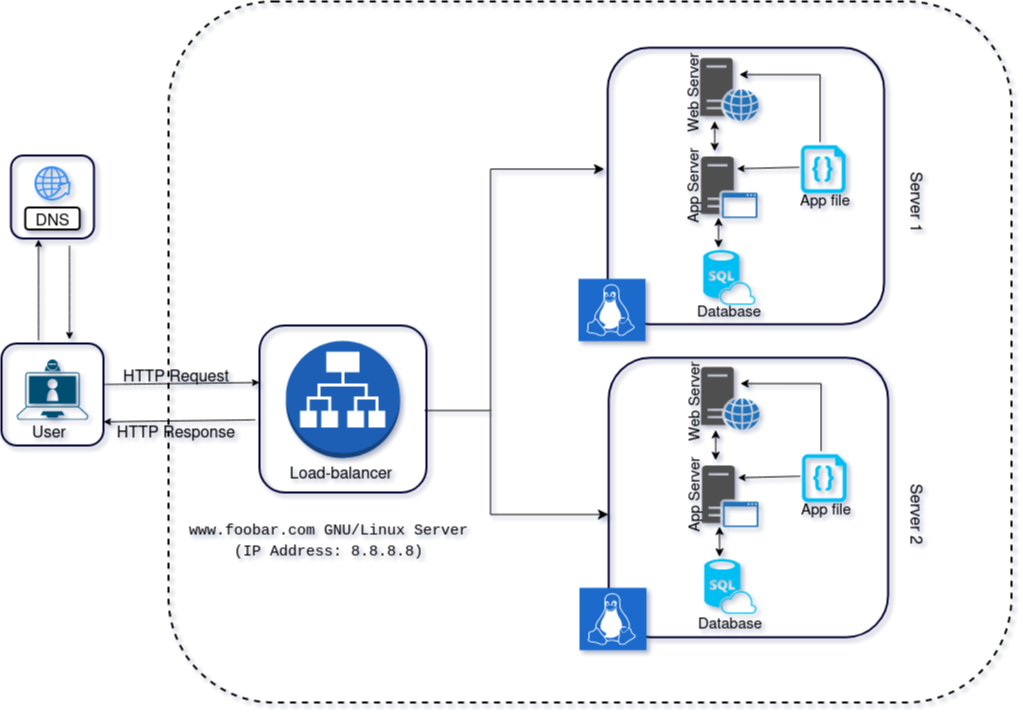 DNS
User
HTTP Request
HTTP Response
Load-balancer
www.foobar.com GNU/Linux Server
(IP Address: 8.8.8.8)
Web Server
App Server
App file
SQL
Database
Server 1
Web Server
App Server
App file
SQL
Database
Server 2